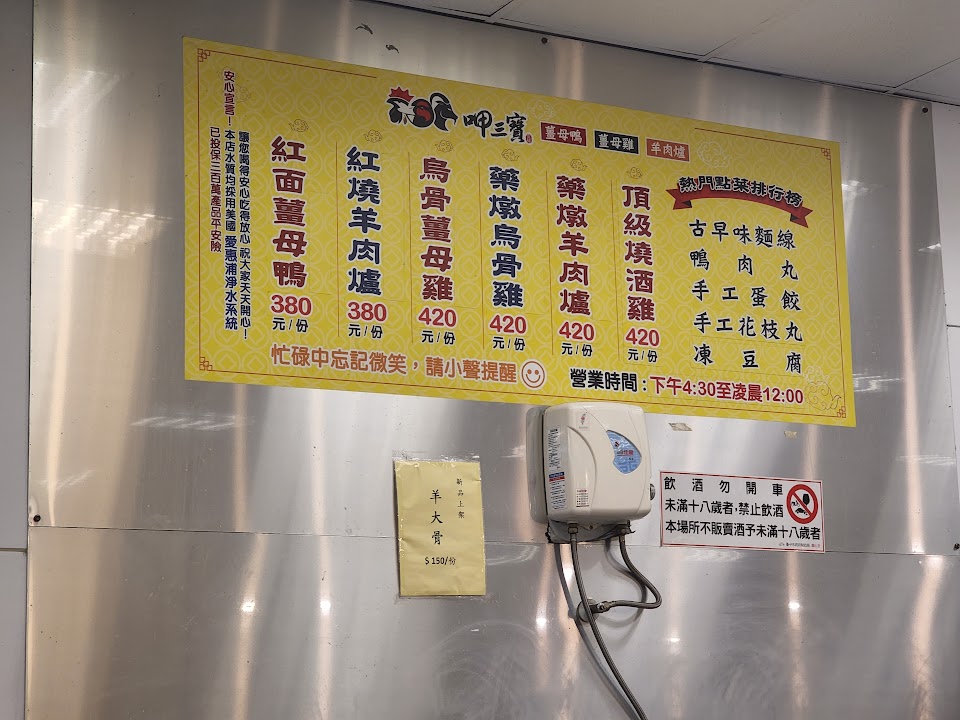 呷三寶
薑母鴨
薑母雞
羊肉爐
安心宣言！
讓您喝得安心吃得放心 祝大家天天開心！
本店水質均採用美國 愛惠浦淨水系統
已投保三百萬產品平安險
紅面薑母鴨
380
元/份
紅燒羊肉爐
380
元/份
烏骨薑母雞
420
元/份
藥燉烏骨雞
420
元/份
藥燉羊肉爐
420
元/份
頂級燒酒雞
420
元/份
熱門點菜排行榜
古早味麵線
鴨肉丸
手工蛋餃
手工花枝丸
凍豆腐
忙碌中忘記微笑，請小聲提醒
營業時間：下午4:30至凌晨12:00
新品上架
羊大骨
$150/份
飲酒勿開車
未滿十八歲者,禁止飲酒
本場所不販賣酒予未滿十八歲者